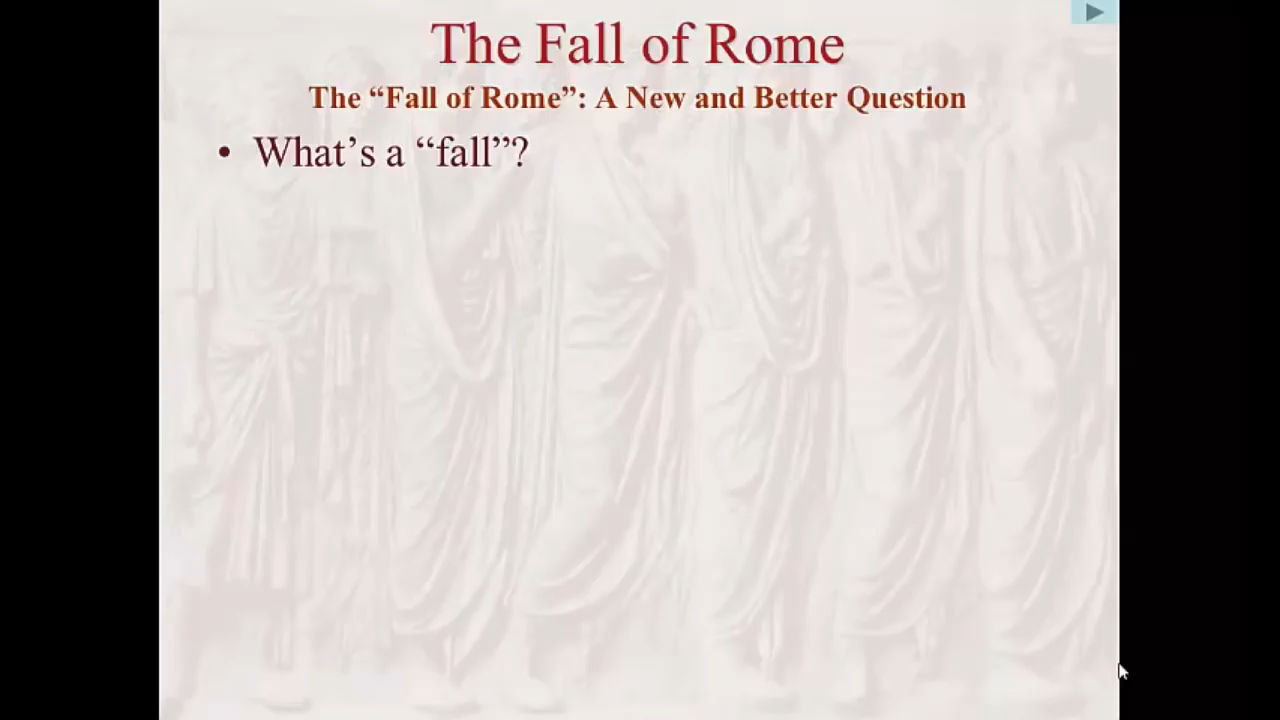 The Fall of Rome
The “Fall of Rome”: A New and Better Question
• What’s a “fall”?